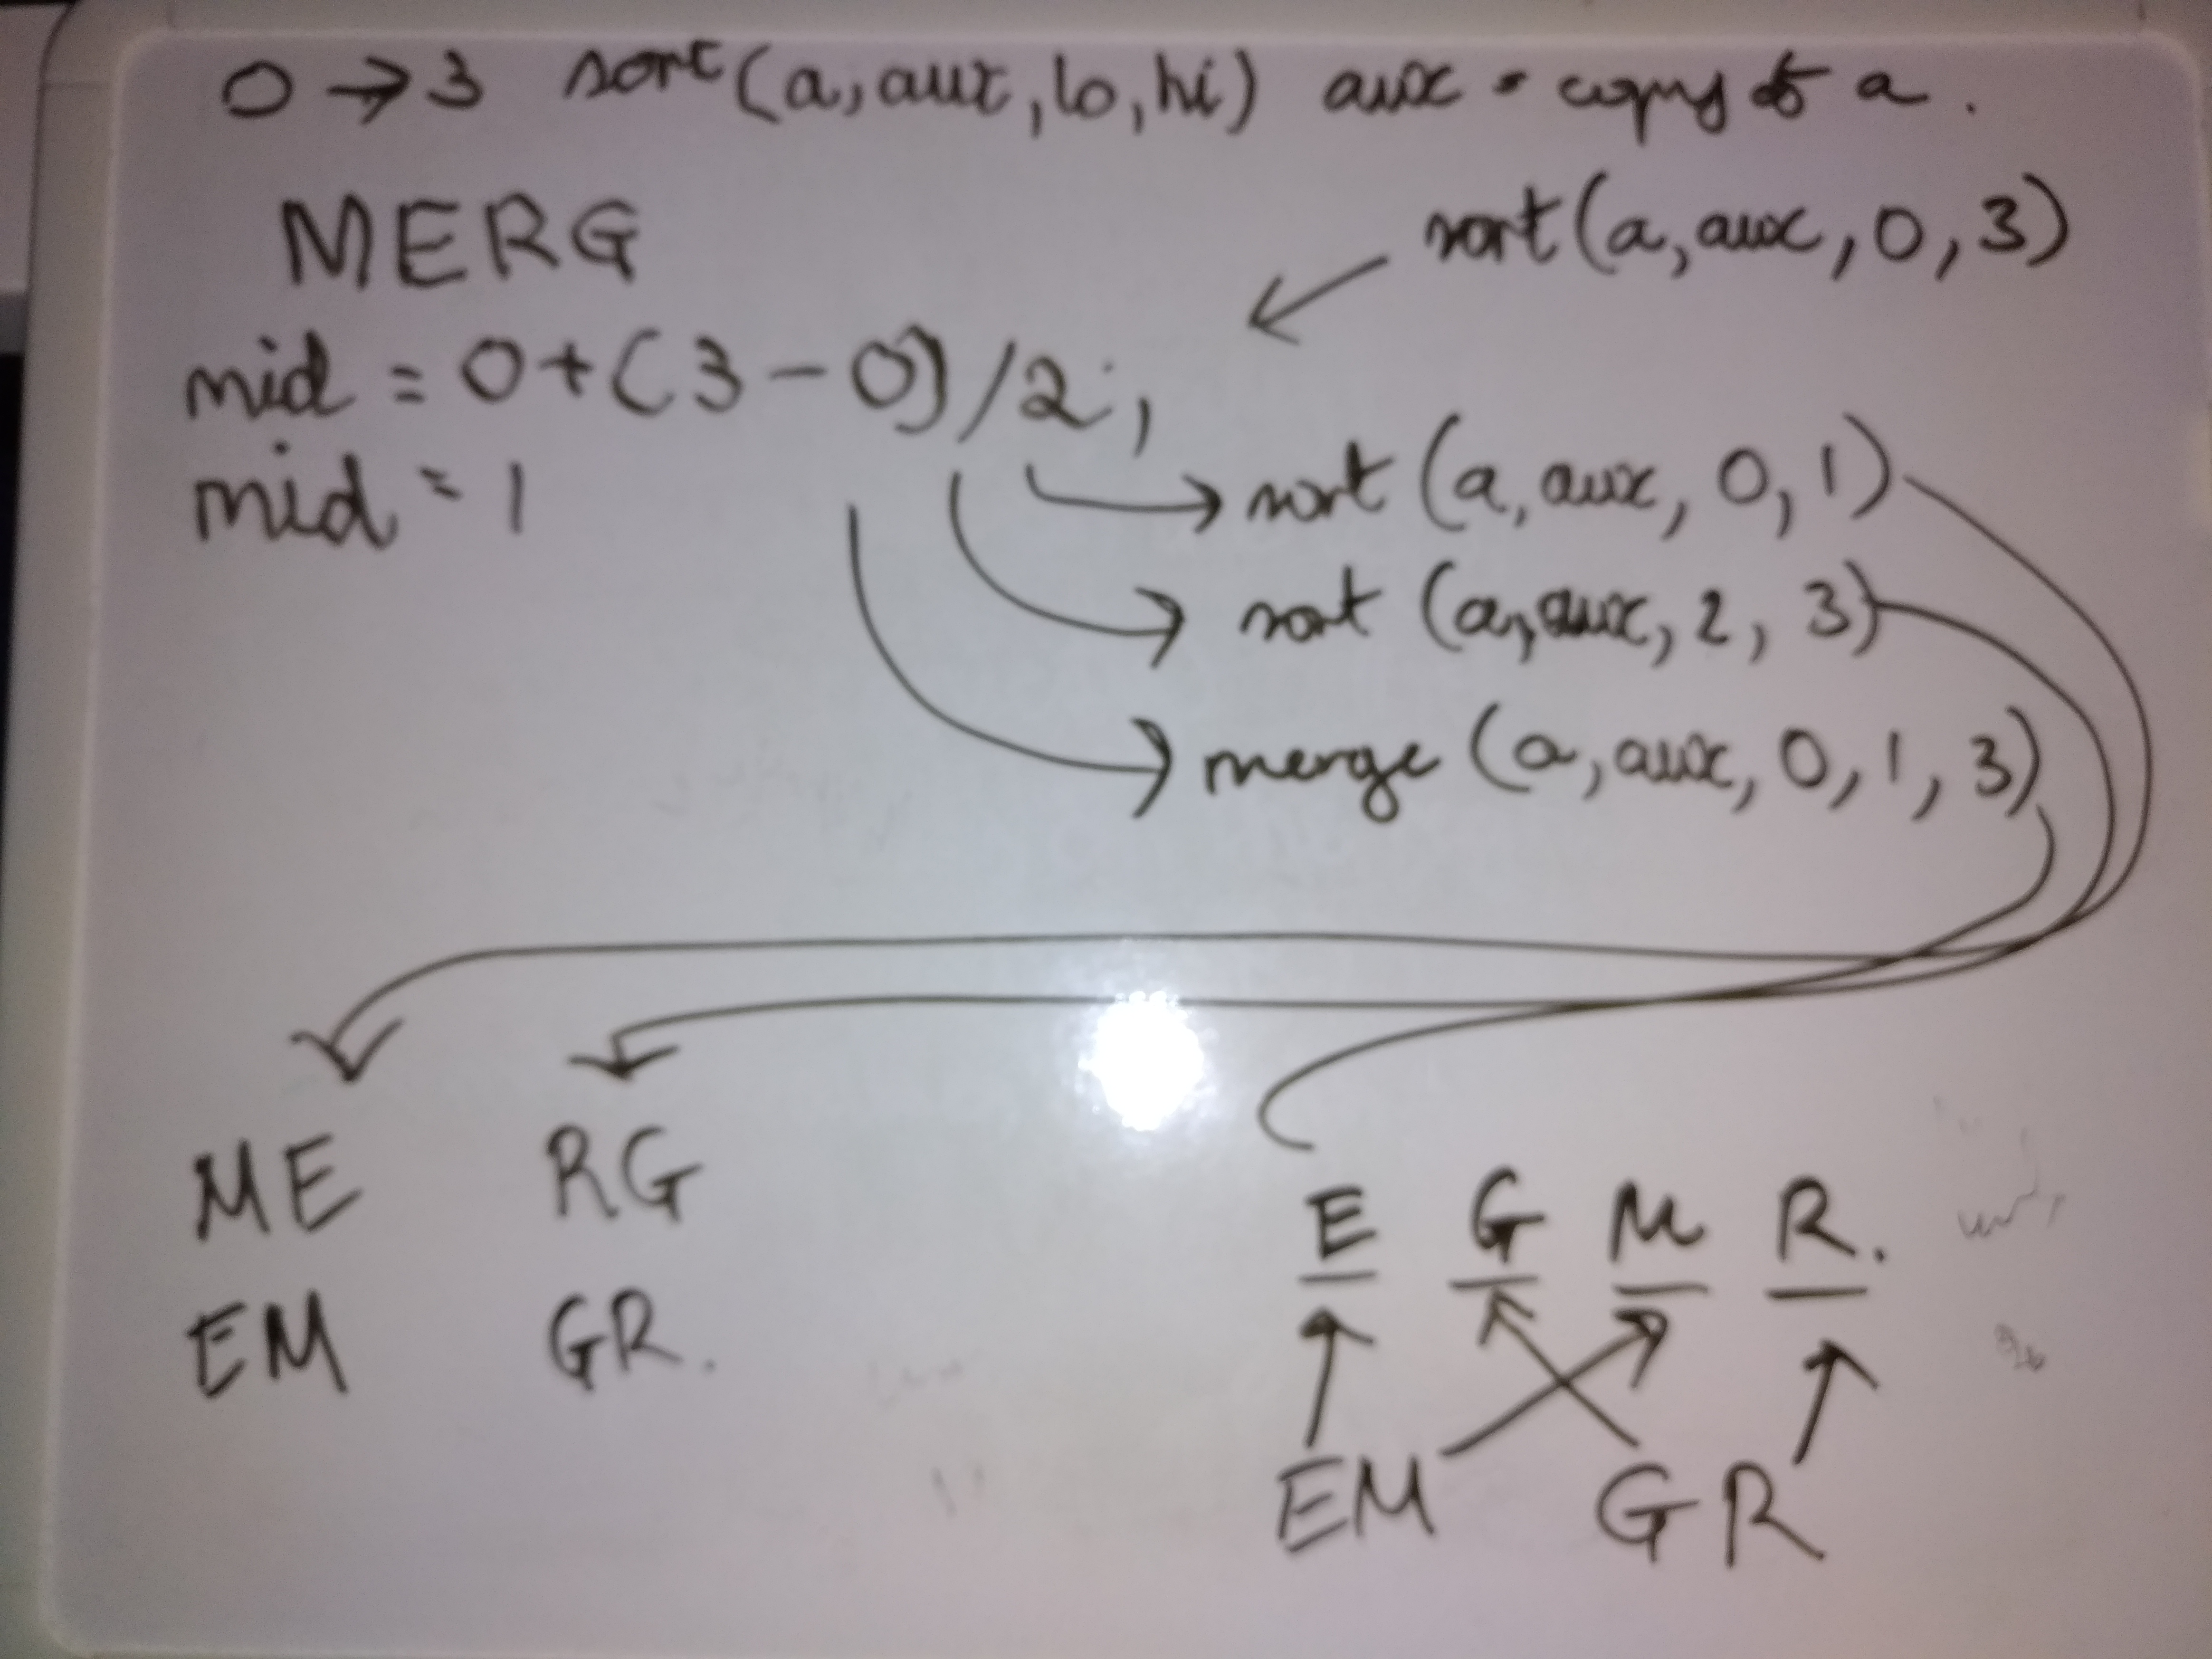 0 → 3 sort(a, aux, lo, hi) aux = copy of a.
MERG
sort(a, aux, 0, 3)
mid = 0 + (3 - 0) / 2;
mid = 1
sort (a, aux, 0, 1)
sort (a, aux, 2, 3)
merge (a, aux, 0, 1, 3)
ME RG
E G M R.
EM GR.
EM GR